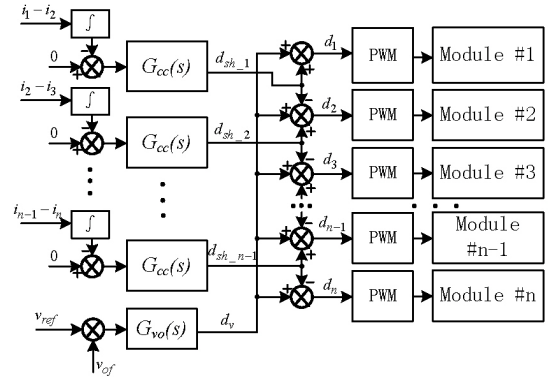 i1−i2 ∫
0 Gcc(s) dsh_1 d1 PWM Module #1
i2−i3 ∫
0 Gcc(s) dsh_2 d2 PWM Module #2
d3 PWM Module #3
in−1−in ∫
dn−1 PWM Module #n-1
0 Gcc(s) dsh_n−1
dn PWM Module #n
vref Gvo(s) dv
vof